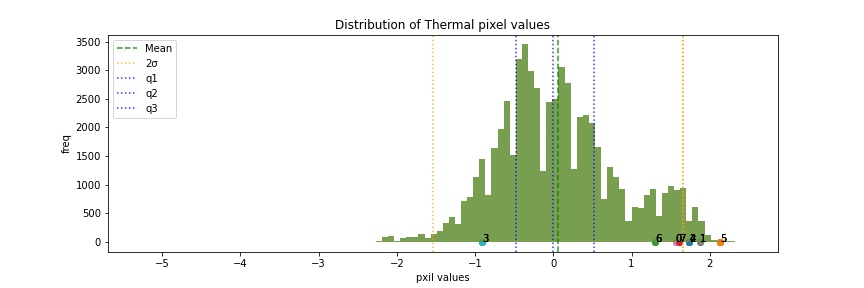 Distribution of Thermal pixel values
3500
3000
2500
2000
1500
1000
500
0
freq
Mean
2σ
q1
q2
q3
3
6
0
7
4
1
5
−5
−4
−3
−2
−1
0
1
2
pxil values